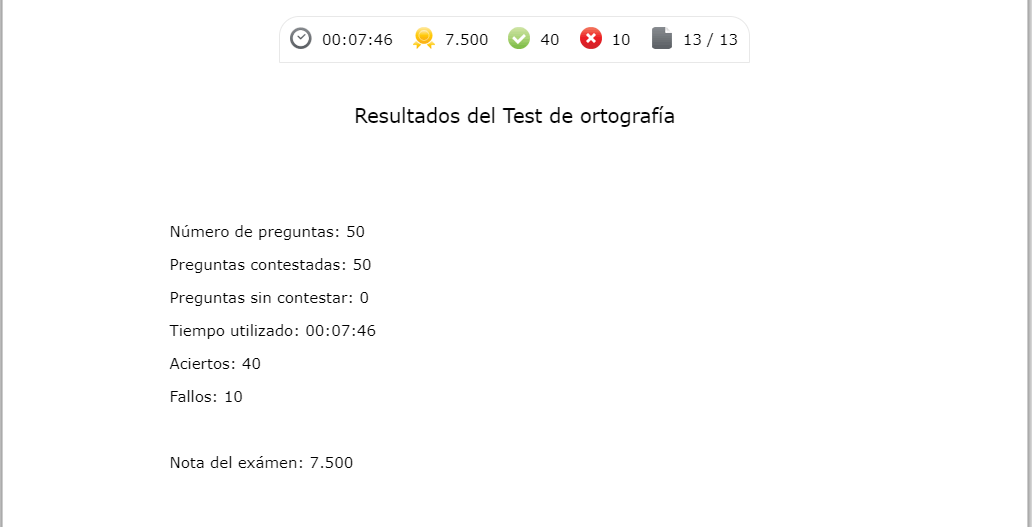 00:07:46 7.500 40 10 13 / 13
Resultados del Test de ortografía
Número de preguntas: 50
Preguntas contestadas: 50
Preguntas sin contestar: 0
Tiempo utilizado: 00:07:46
Aciertos: 40
Fallos: 10
Nota del exámen: 7.500